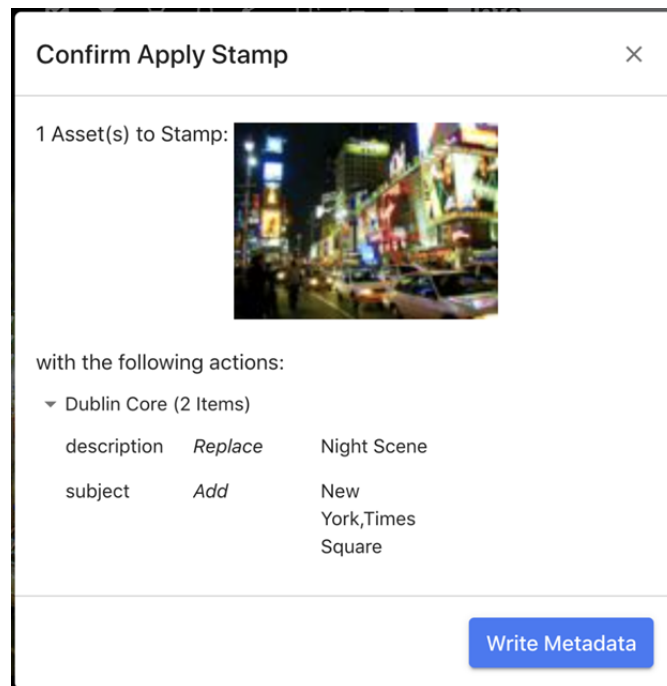 Confirm Apply Stamp
1 Asset(s) to Stamp:
with the following actions:
Dublin Core (2 Items)
description Replace Night Scene
subject Add New
York,Times
Square
Write Metadata